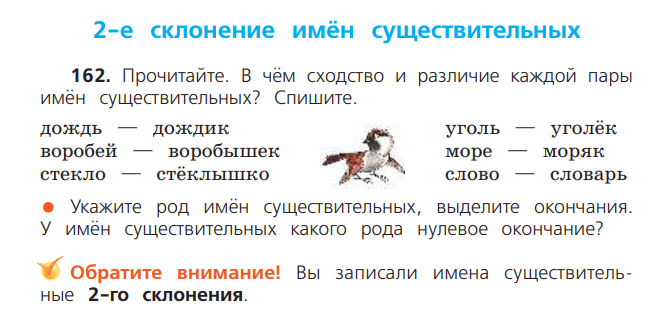 2–е склонение имён существительных
162. Прочитайте. В чём сходство и различие каждой пары
имён существительных? Спишите.
дождь — дождик
воробей — воробышек
стекло — стёклышко
уголь — уголёк
море — моряк
слово — словарь
• Укажите род имён существительных, выделите окончания.
У имён существительных какого рода нулевое окончание?
Обратите внимание! Вы записали имена существитель-
ные 2–го склонения.